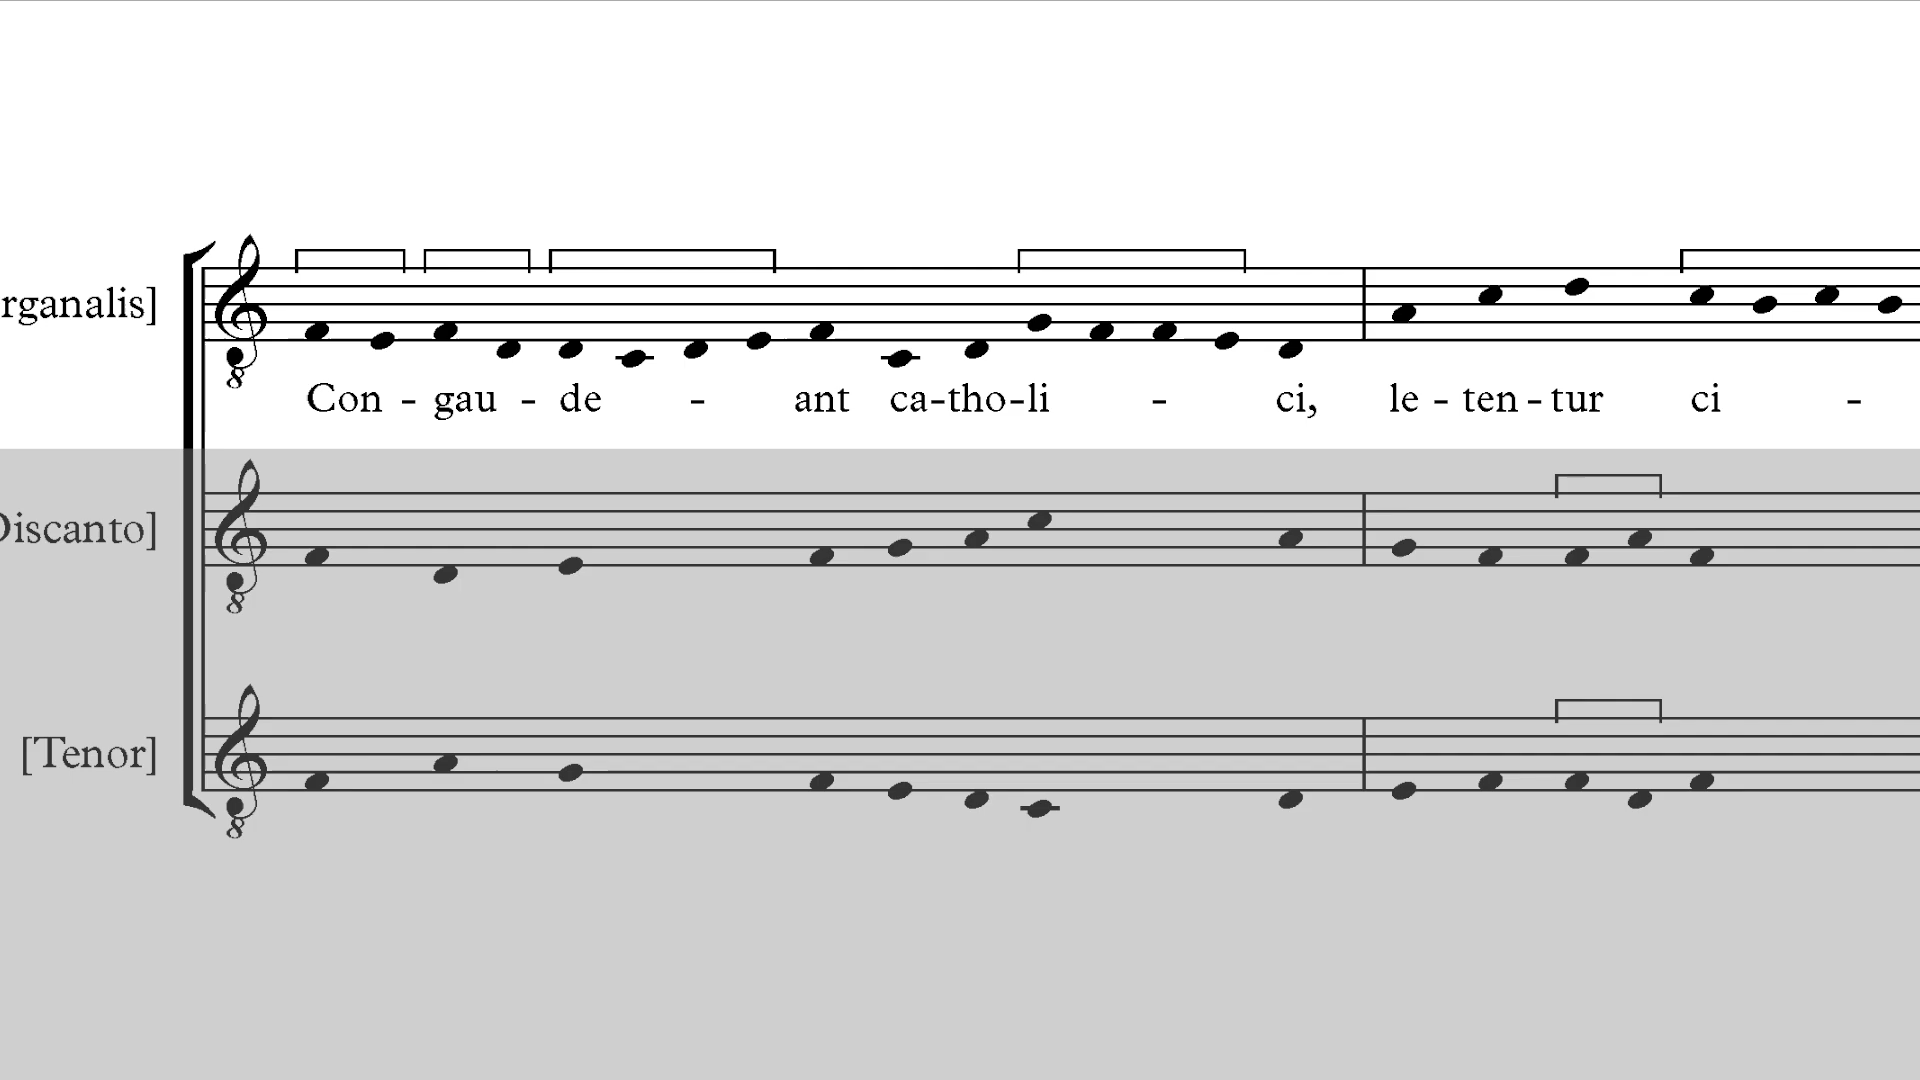 rganalis]
Con - gau - de - ant ca-tho-li - ci, le - ten - tur ci -
Discanto]
[Tenor]